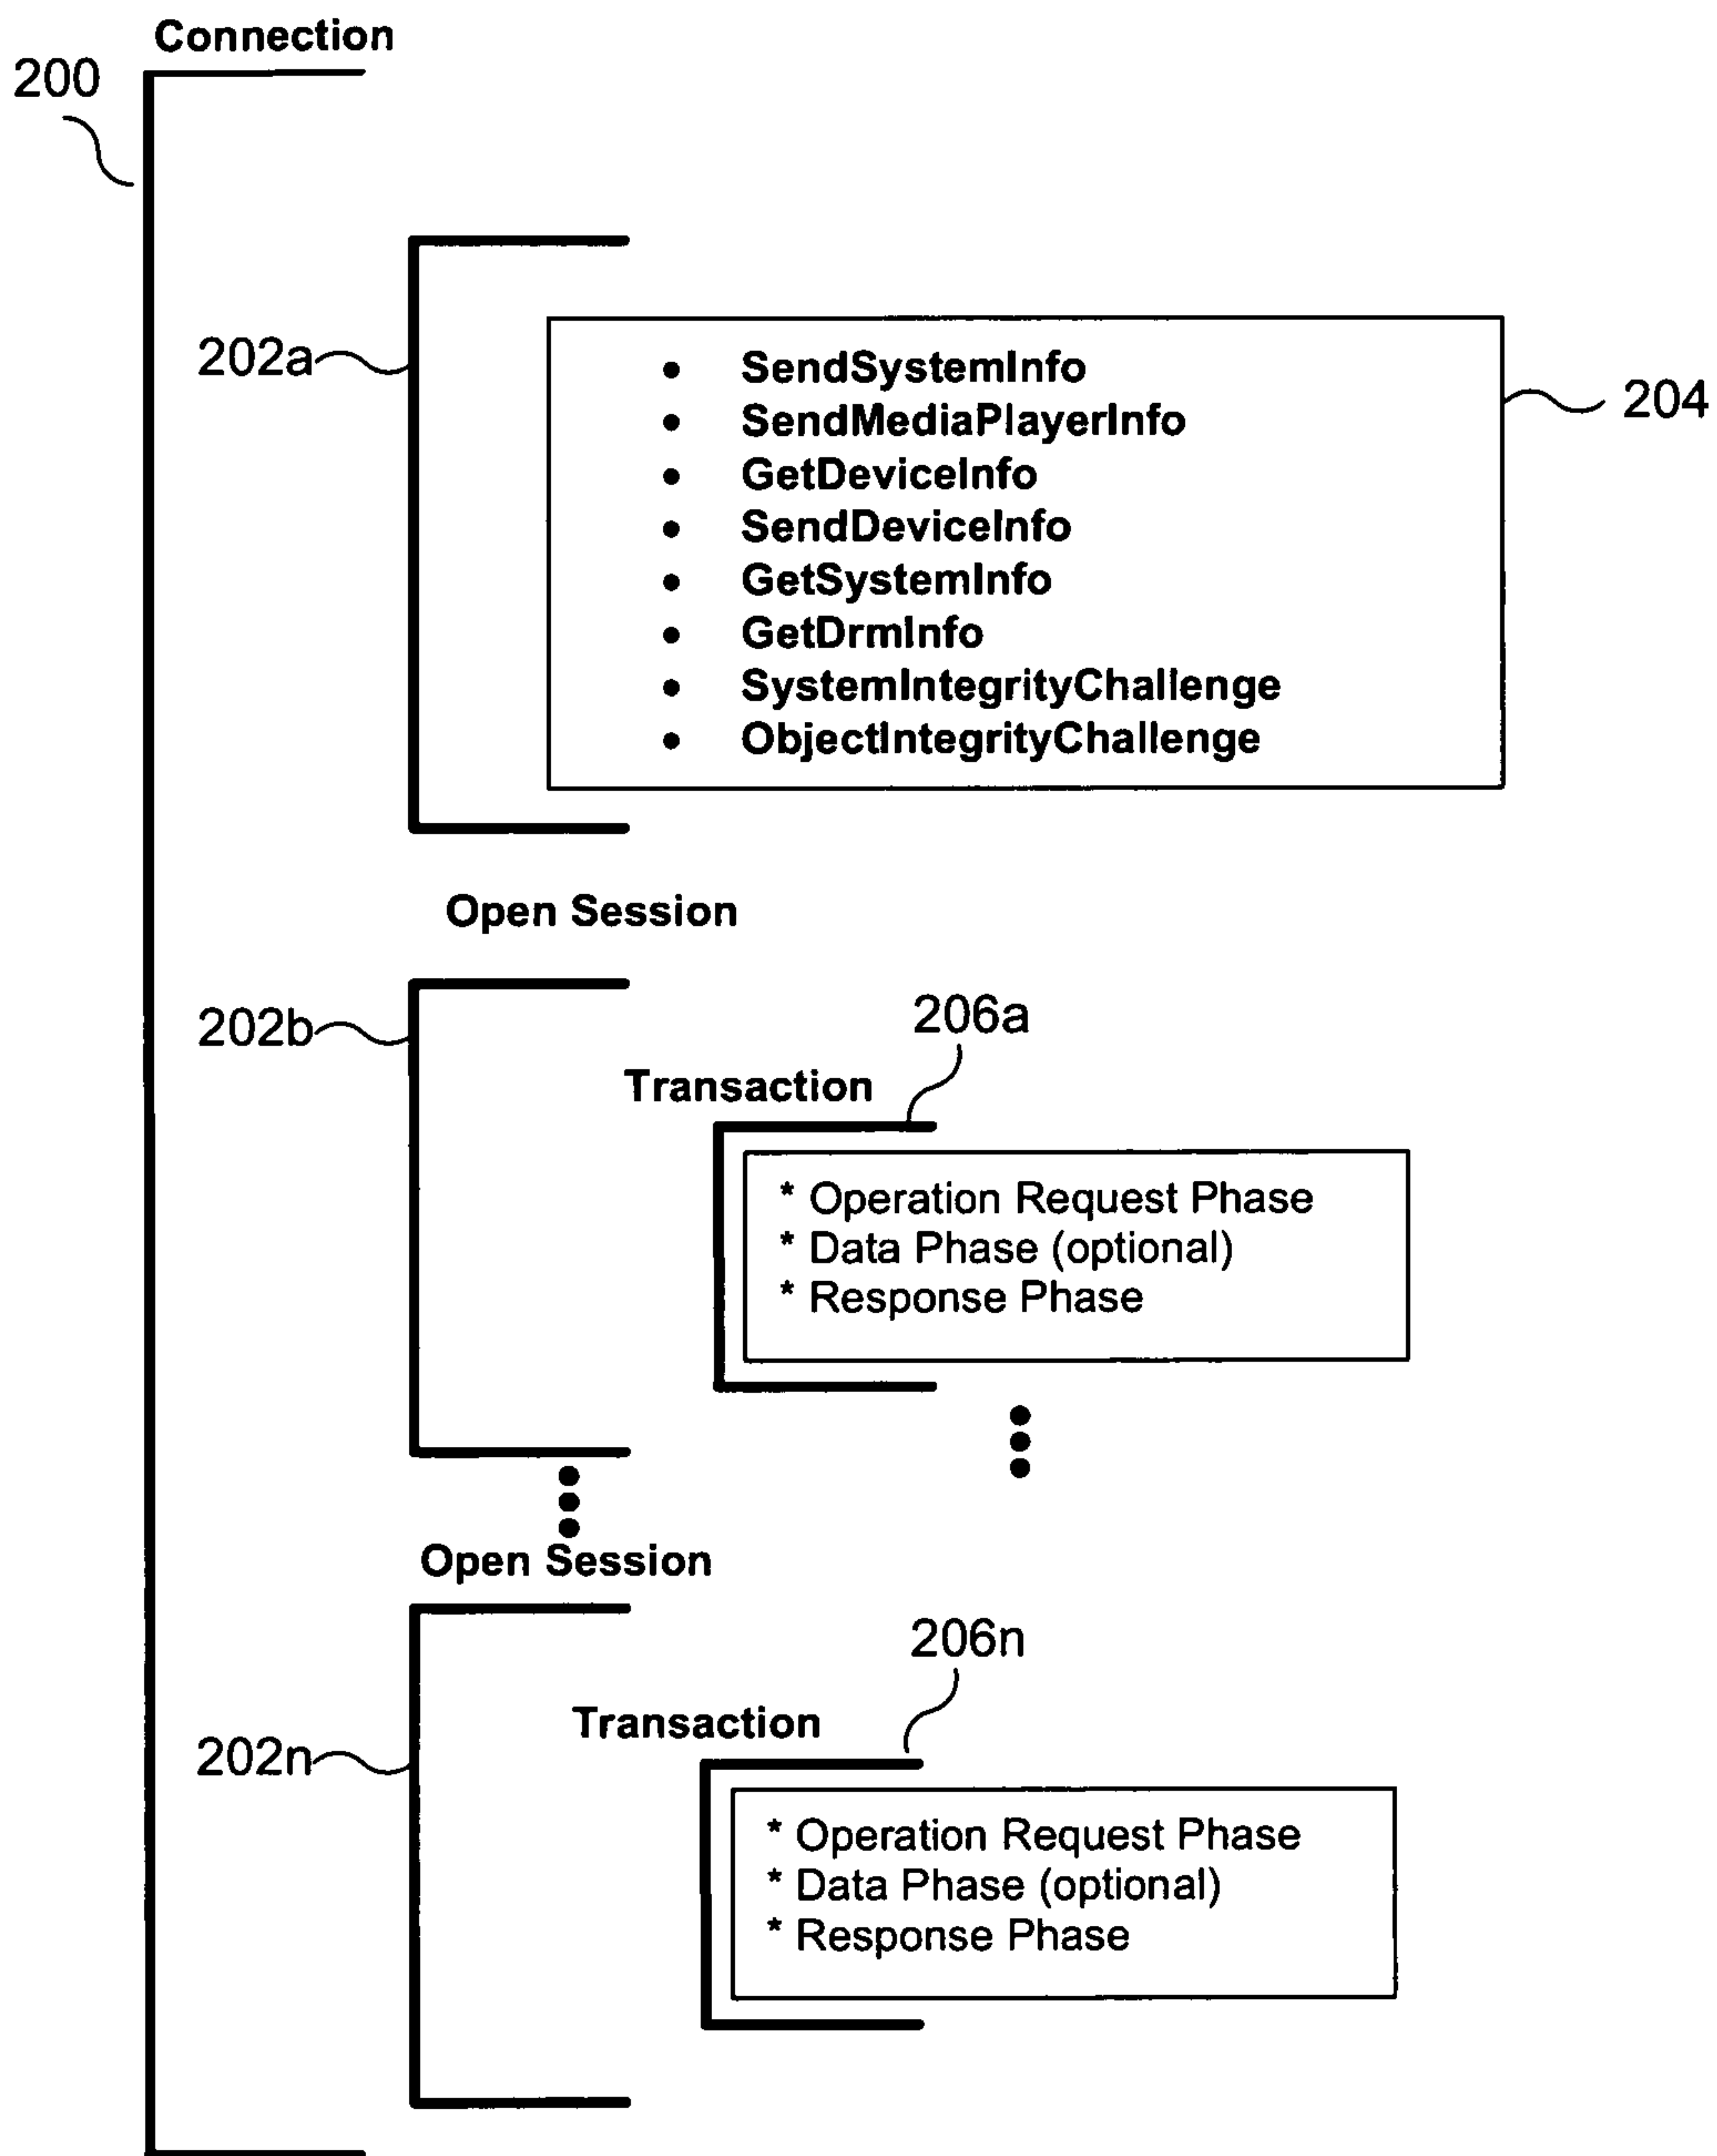 Connection
200
202a
• SendSystemInfo
• SendMediaPlayerInfo
• GetDeviceInfo
• SendDeviceInfo
• GetSystemInfo
• GetDrmInfo
• SystemIntegrityChallenge
• ObjectIntegrityChallenge
204
Open Session
202b
206a
Transaction
* Operation Request Phase
* Data Phase (optional)
* Response Phase
Open Session
206n
Transaction
202n
* Operation Request Phase
* Data Phase (optional)
* Response Phase